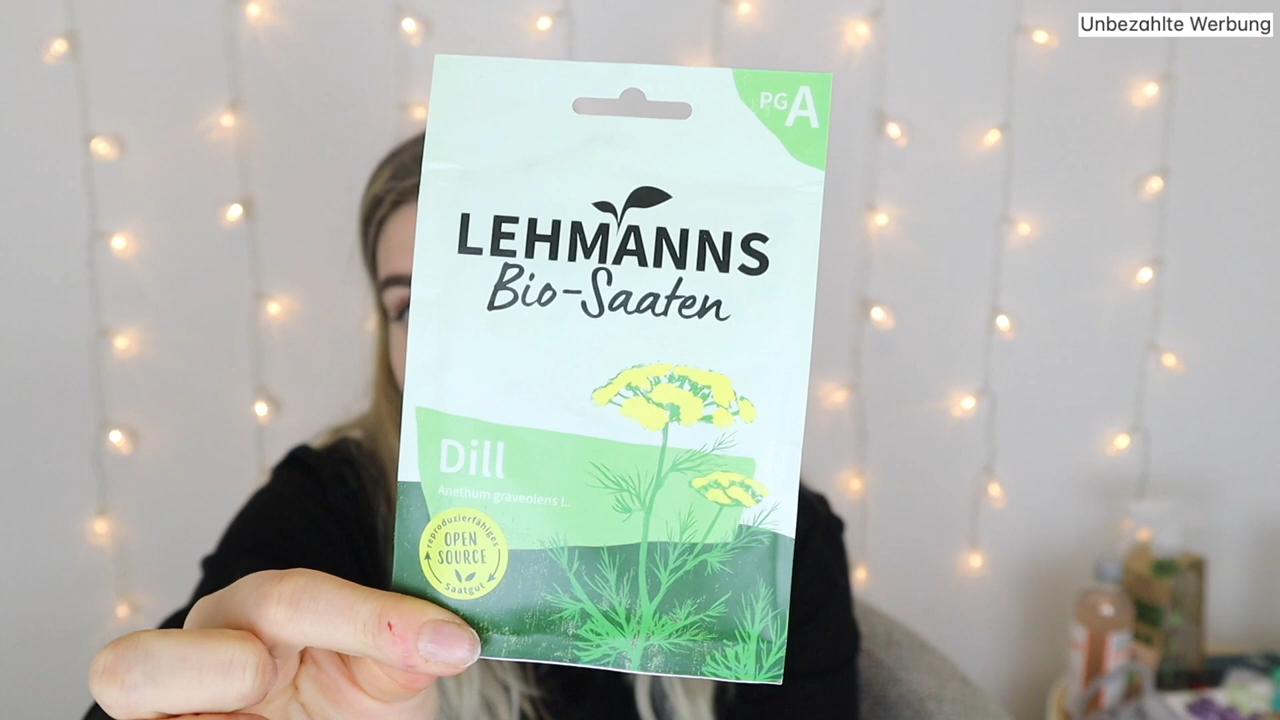 Unbezahlte Werbung
PG A
LEHMANNS
Bio-Saaten
Dill
Anethum graveolens L.
reproduzierfähiges
OPEN
SOURCE
Saatgut